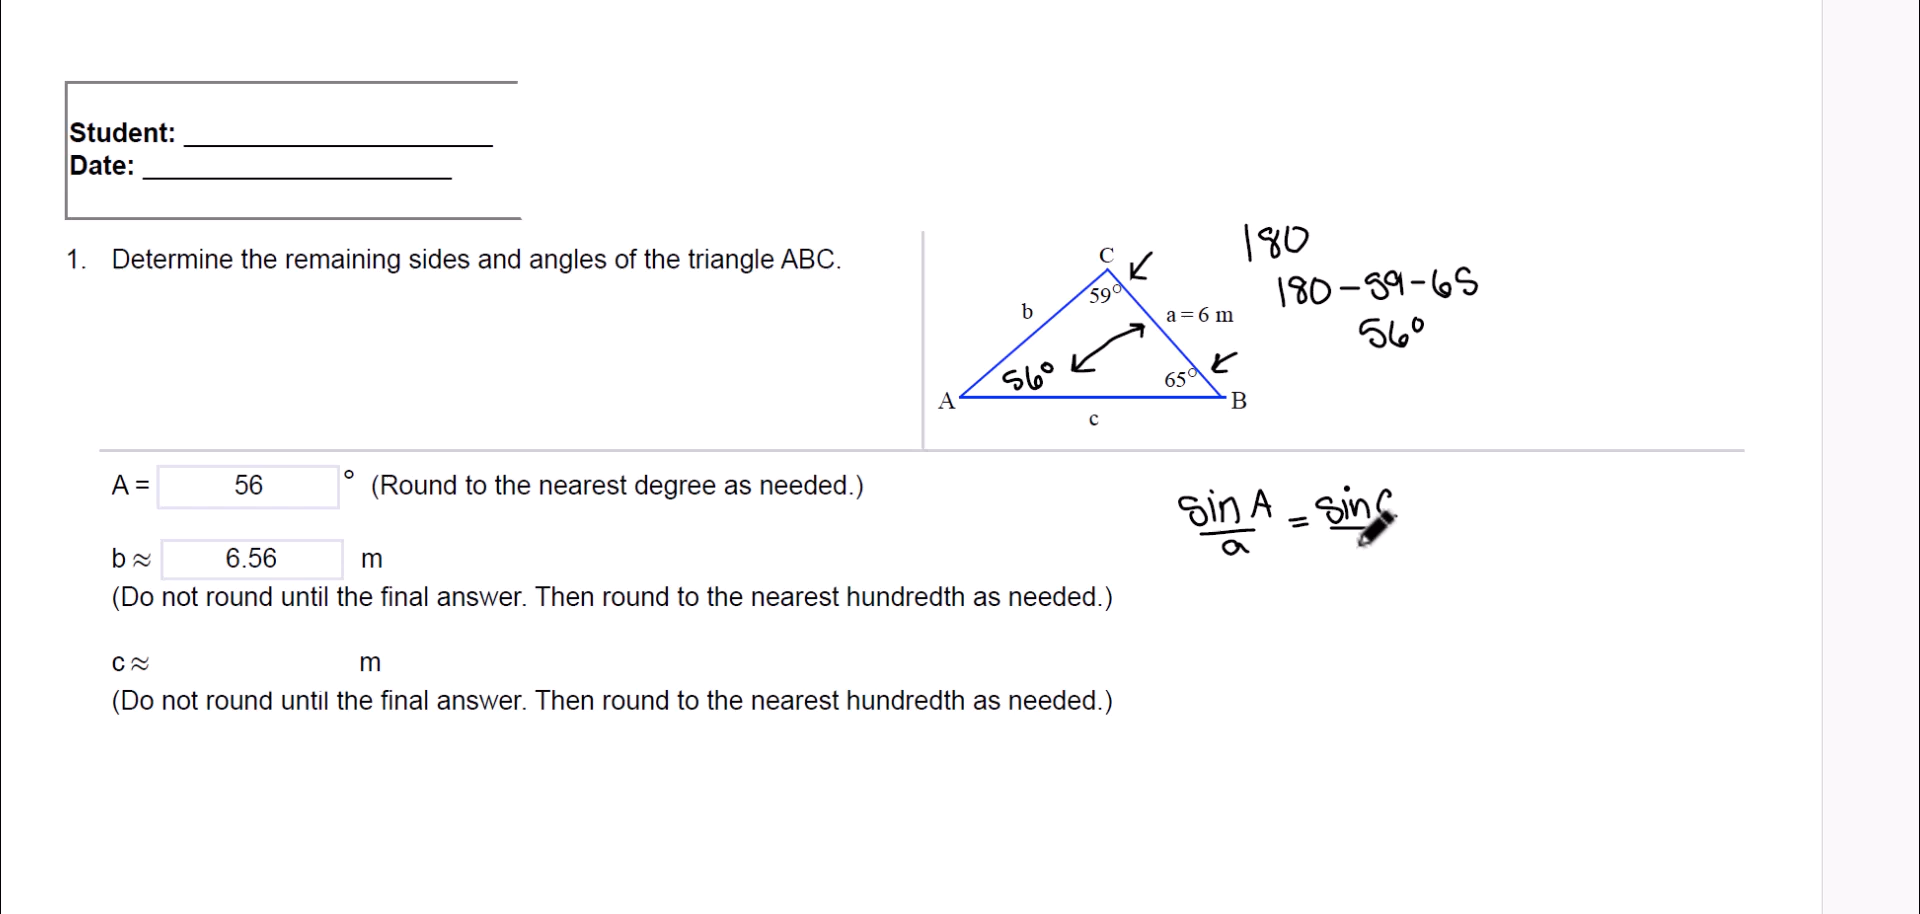 Student:
Date:
1. Determine the remaining sides and angles of the triangle ABC.
C
59°
b
a = 6 m
56°
65°
A
B
c
180
180 - 59 - 65
56°
A = 56 ° (Round to the nearest degree as needed.)
b ≈ 6.56 m
(Do not round until the final answer. Then round to the nearest hundredth as needed.)
c ≈ m
(Do not round until the final answer. Then round to the nearest hundredth as needed.)
sin A = sin C
a